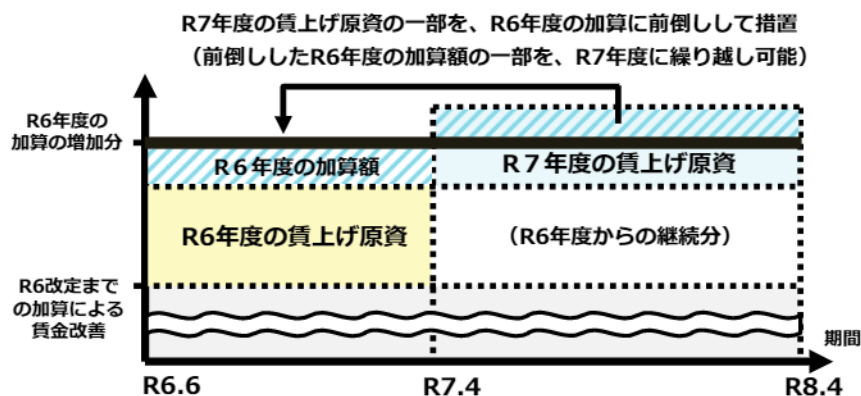 R7年度の賃上げ原資の一部を、R6年度の加算に前倒しして措置
（前倒ししたR6年度の加算額の一部を、R7年度に繰り越し可能）
R6年度の
加算の増加分
R６年度の加算額
R７年度の賃上げ原資
R6年度の賃上げ原資
（R6年度からの継続分）
R6改定まで
の加算による
賃金改善
期間
R6.6
R7.4
R8.4